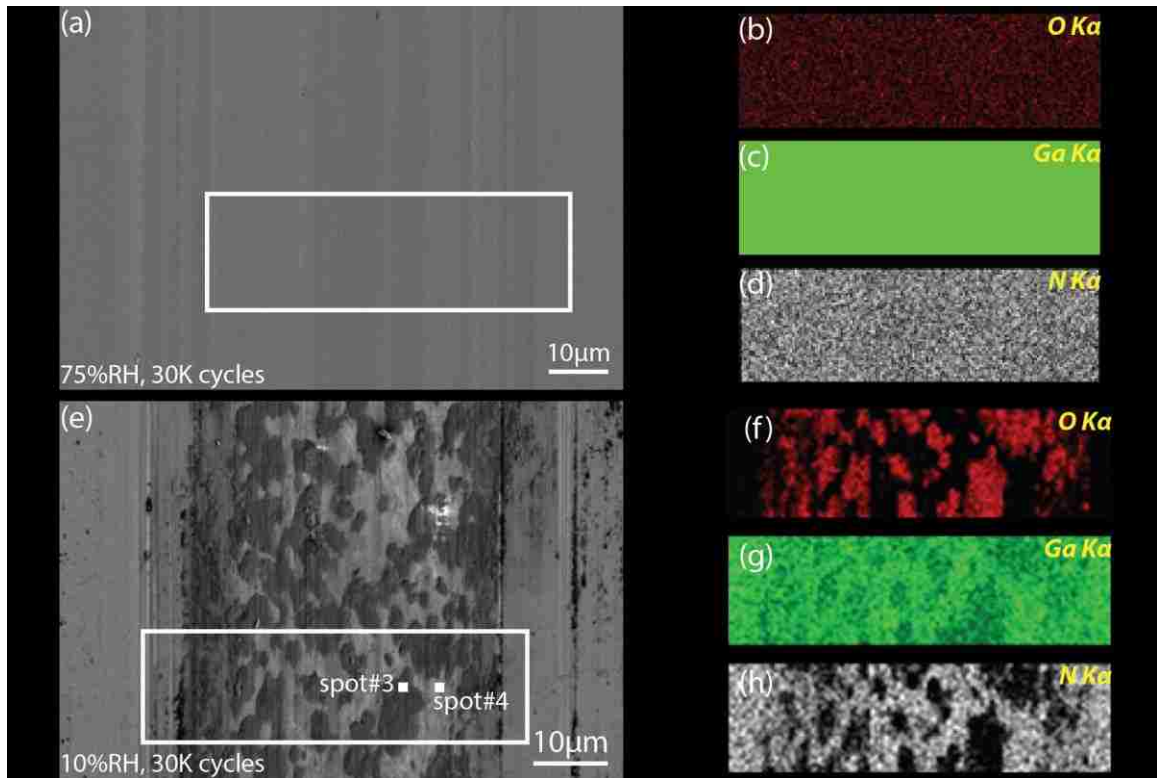 (a)
75%RH, 30K cycles
10µm
(b)
O Kα
(c)
Ga Kα
(d)
N Kα
(e)
spot#3
spot#4
10%RH, 30K cycles
10µm
(f)
O Kα
(g)
Ga Kα
(h)
N Kα